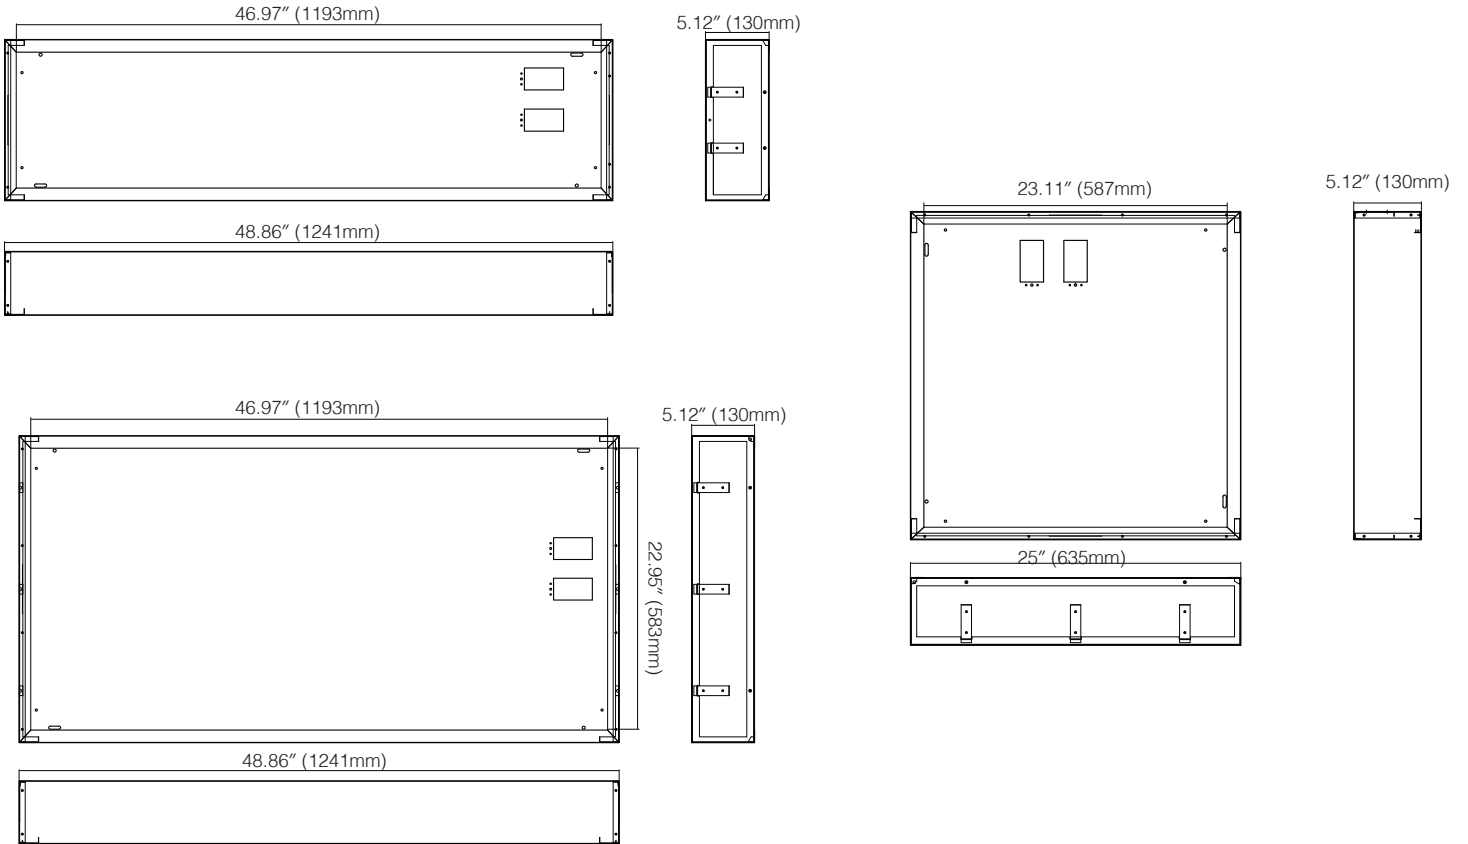 46.97″ (1193mm)
5.12″ (130mm)
48.86″ (1241mm)
46.97″ (1193mm)
5.12″ (130mm)
22.95″ (583mm)
48.86″ (1241mm)
23.11″ (587mm)
5.12″ (130mm)
25″ (635mm)